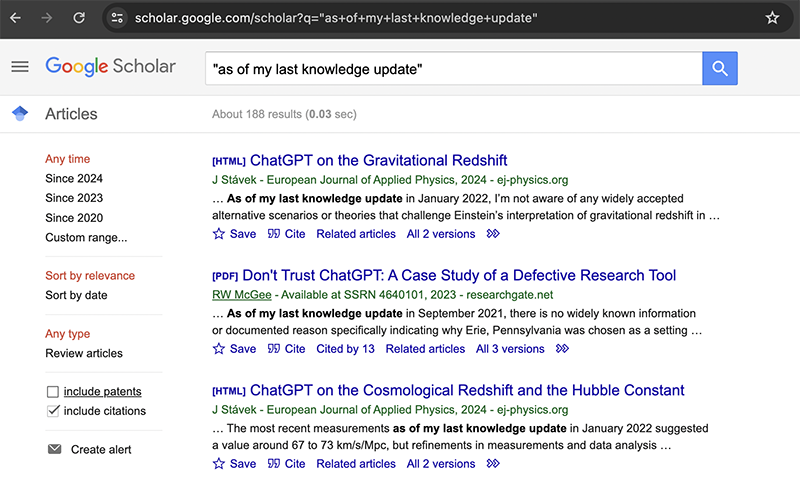 scholar.google.com/scholar?q="as+of+my+last+knowledge+update"
Google Scholar
"as of my last knowledge update"
Articles
About 188 results (0.03 sec)
Any time
Since 2024
Since 2023
Since 2020
Custom range...
Sort by relevance
Sort by date
Any type
Review articles
include patents
include citations
Create alert
[HTML] ChatGPT on the Gravitational Redshift
J Stávek - European Journal of Applied Physics, 2024 - ej-physics.org
… As of my last knowledge update in January 2022, I'm not aware of any widely accepted
alternative scenarios or theories that challenge Einstein's interpretation of gravitational redshift in …
Save Cite Related articles All 2 versions
[PDF] Don't Trust ChatGPT: A Case Study of a Defective Research Tool
RW McGee - Available at SSRN 4640101, 2023 - researchgate.net
… As of my last knowledge update in September 2021, there is no widely known information
or documented reason specifically indicating why Erie, Pennsylvania was chosen as a setting …
Save Cite Cited by 13 Related articles All 3 versions
[HTML] ChatGPT on the Cosmological Redshift and the Hubble Constant
J Stávek - European Journal of Applied Physics, 2024 - ej-physics.org
… The most recent measurements as of my last knowledge update in January 2022 suggested
a value around 67 to 73 km/s/Mpc, but refinements in measurements and data analysis …
Save Cite Related articles All 2 versions